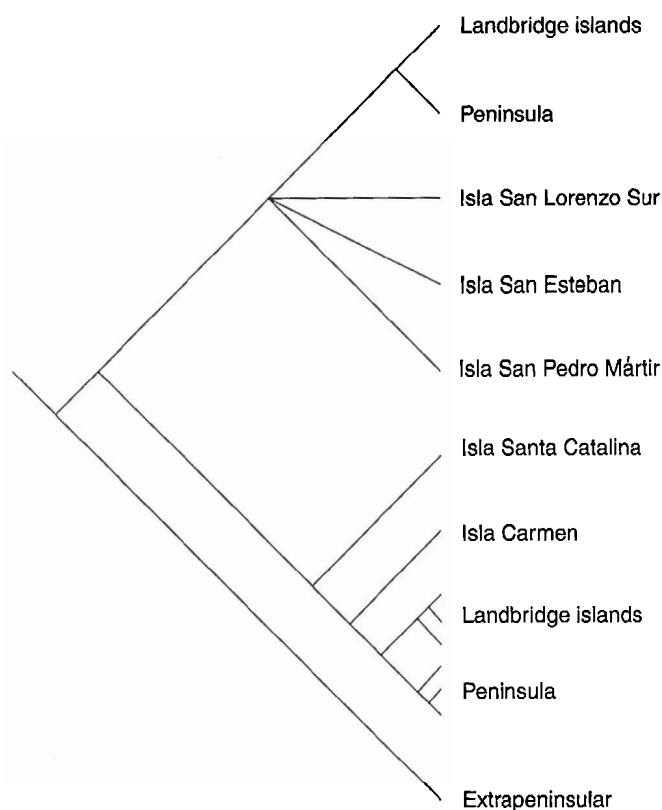 Landbridge islands
Peninsula
Isla San Lorenzo Sur
Isla San Esteban
Isla San Pedro Mártir
Isla Santa Catalina
Isla Carmen
Landbridge islands
Peninsula
Extrapeninsular